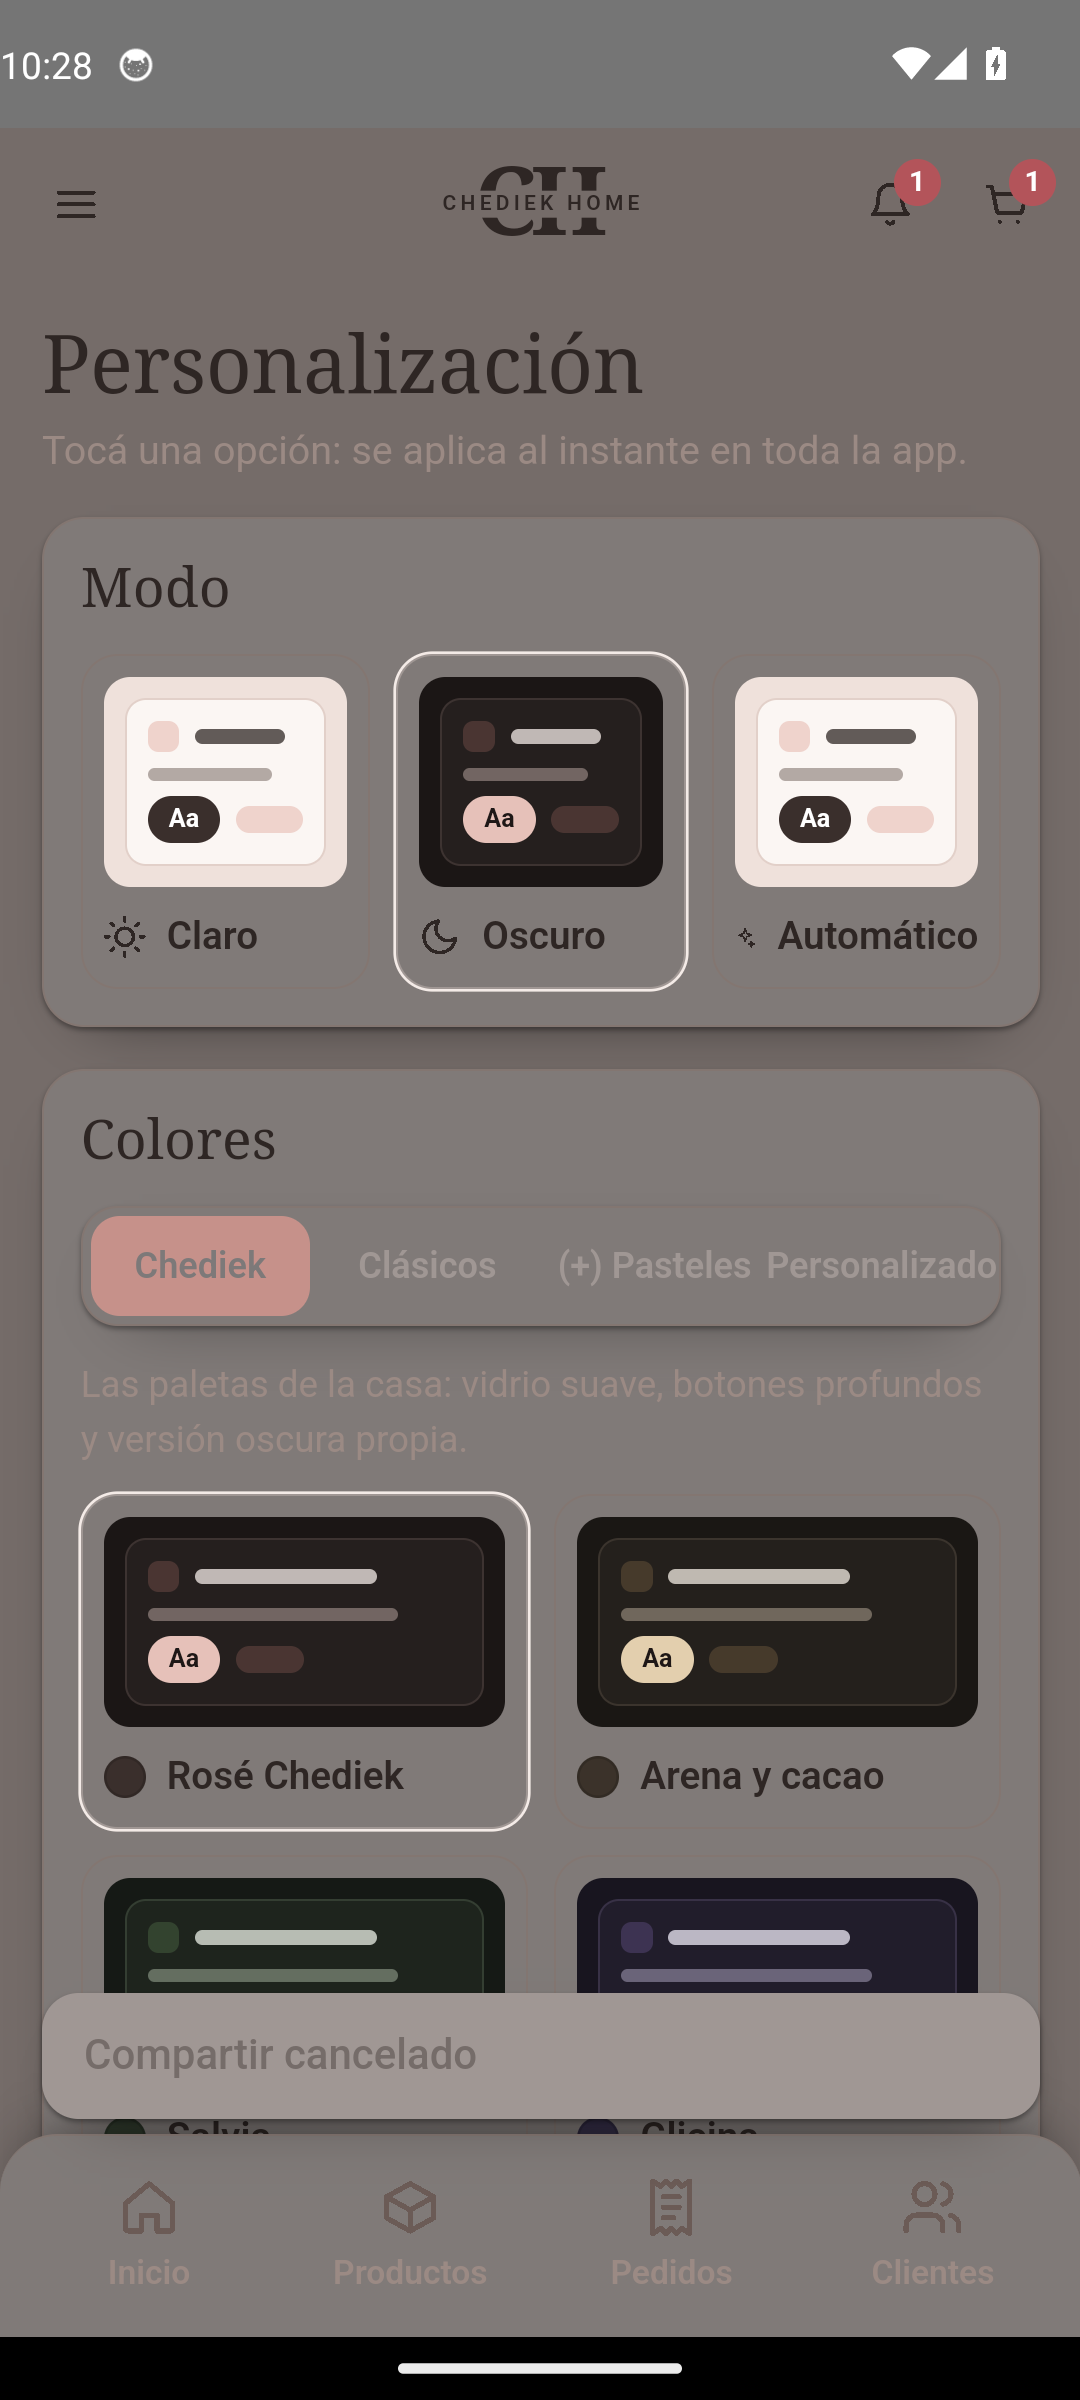 10:28
CH
CHEDIEK HOME
1
1
Personalización
Tocá una opción: se aplica al instante en toda la app.
Modo
Aa
Aa
Aa
Claro
Oscuro
Automático
Colores
Chediek
Clásicos
(+) Pasteles
Personalizado
Las paletas de la casa: vidrio suave, botones profundos
y versión oscura propia.
Aa
Aa
Rosé Chediek
Arena y cacao
Compartir cancelado
Inicio
Productos
Pedidos
Clientes